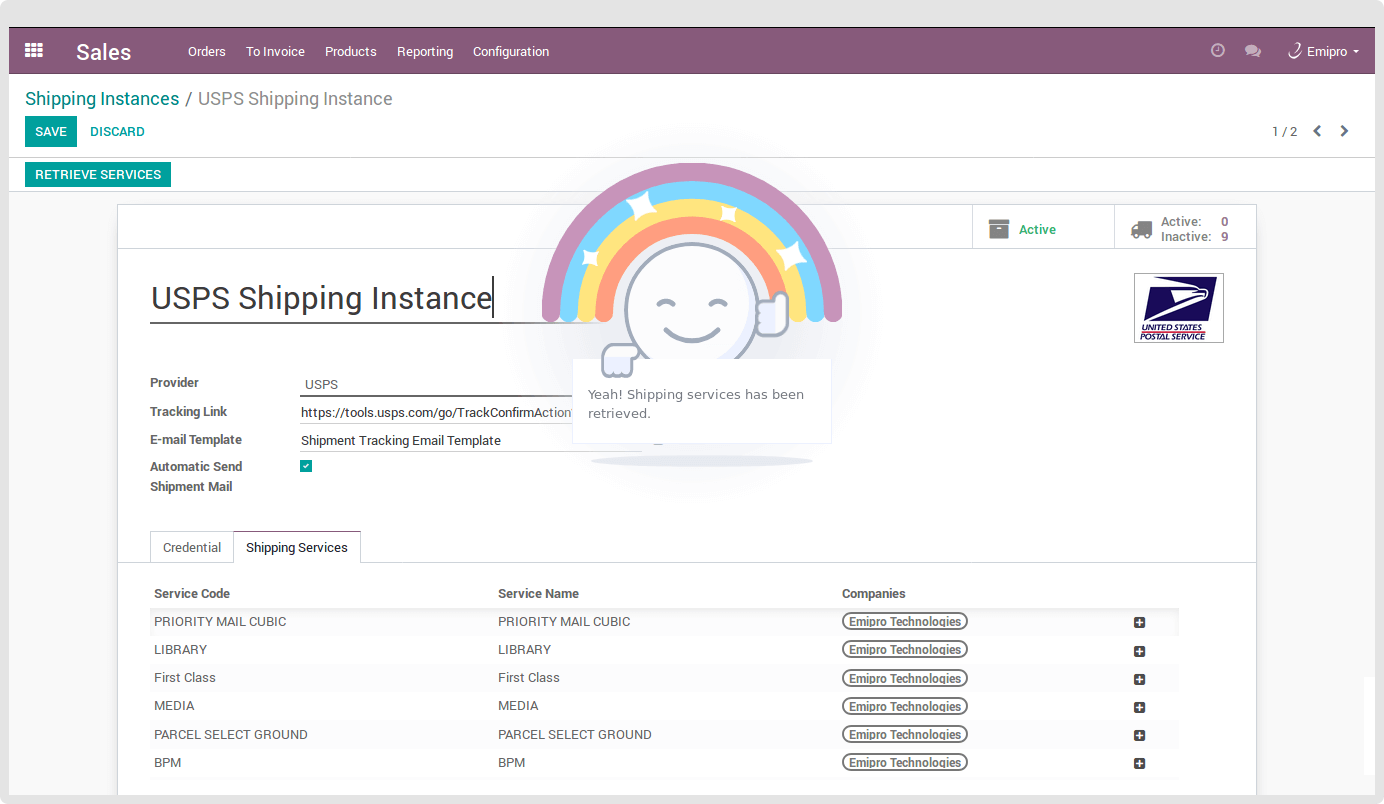 Sales Orders To Invoice Products Reporting Configuration Emipro
Shipping Instances / USPS Shipping Instance
SAVE DISCARD 1 / 2
RETRIEVE SERVICES
Active Active: 0
Inactive: 9
USPS Shipping Instance
UNITED STATES
POSTAL SERVICE
Provider USPS
Tracking Link https://tools.usps.com/go/TrackConfirmAction
E-mail Template Shipment Tracking Email Template
Automatic Send
Shipment Mail
Yeah! Shipping services has been
retrieved.
Credential Shipping Services
Service Code Service Name Companies
PRIORITY MAIL CUBIC PRIORITY MAIL CUBIC Emipro Technologies
LIBRARY LIBRARY Emipro Technologies
First Class First Class Emipro Technologies
MEDIA MEDIA Emipro Technologies
PARCEL SELECT GROUND PARCEL SELECT GROUND Emipro Technologies
BPM BPM Emipro Technologies